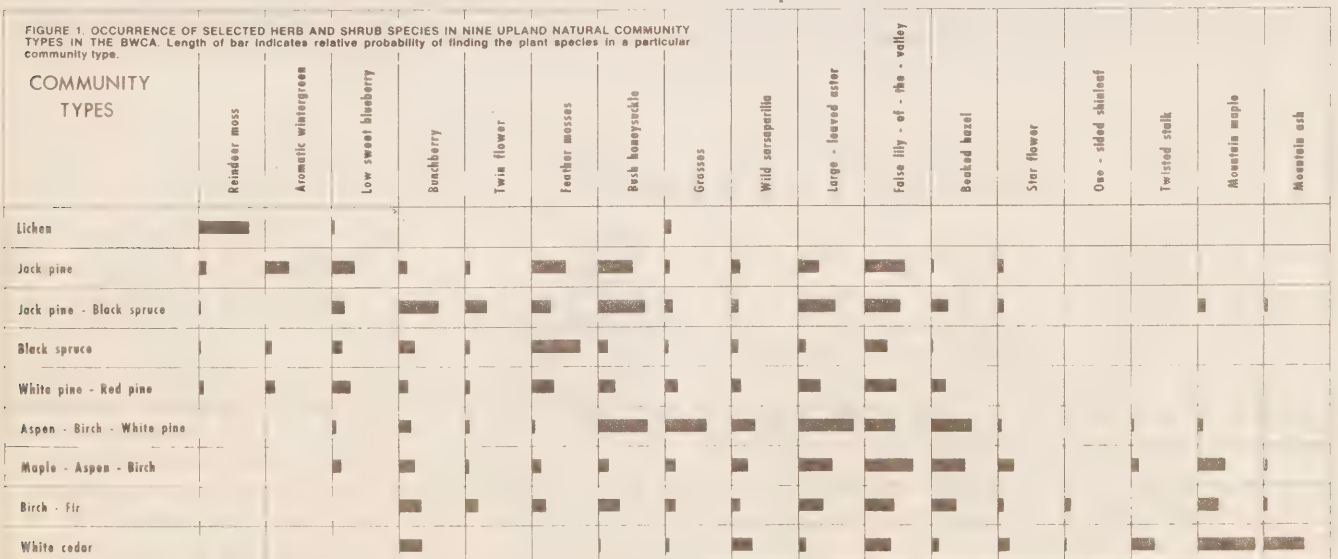 FIGURE 1. OCCURRENCE OF SELECTED HERB AND SHRUB SPECIES IN NINE UPLAND NATURAL COMMUNITY
TYPES IN THE BWCA. Length of bar indicates relative probability of finding the plant species in a particular
community type.
COMMUNITY
TYPES
Reindeer moss
Aromatic wintergreen
Low sweet blueberry
Bunchberry
Twin flower
Feather mosses
Bush honeysuckle
Grasses
Wild sarsaparilla
Large - leaved aster
False lily - of - the - valley
Beaked hazel
Star flower
One - sided shinleaf
Twisted stalk
Mountain maple
Mountain ash
Lichen
Jack pine
Jack pine - Black spruce
Black spruce
White pine - Red pine
Aspen - Birch - White pine
Maple - Aspen - Birch
Birch - Fir
White cedar